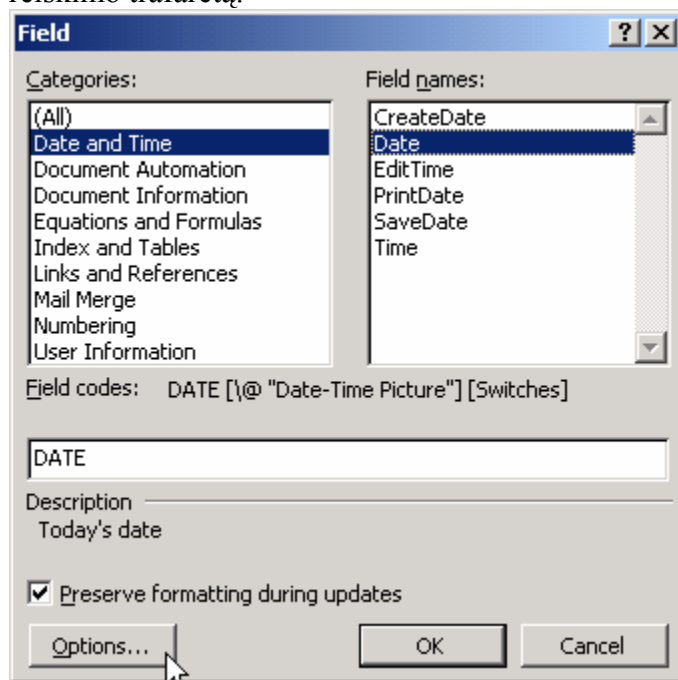 reiškinio trafaretą.
Field
Categories:
Field names:
(All)
Date and Time
Document Automation
Document Information
Equations and Formulas
Index and Tables
Links and References
Mail Merge
Numbering
User Information
CreateDate
Date
EditTime
PrintDate
SaveDate
Time
Field codes: DATE [\@ "Date-Time Picture"] [Switches]
DATE
Description
Today's date
Preserve formatting during updates
Options...
OK
Cancel